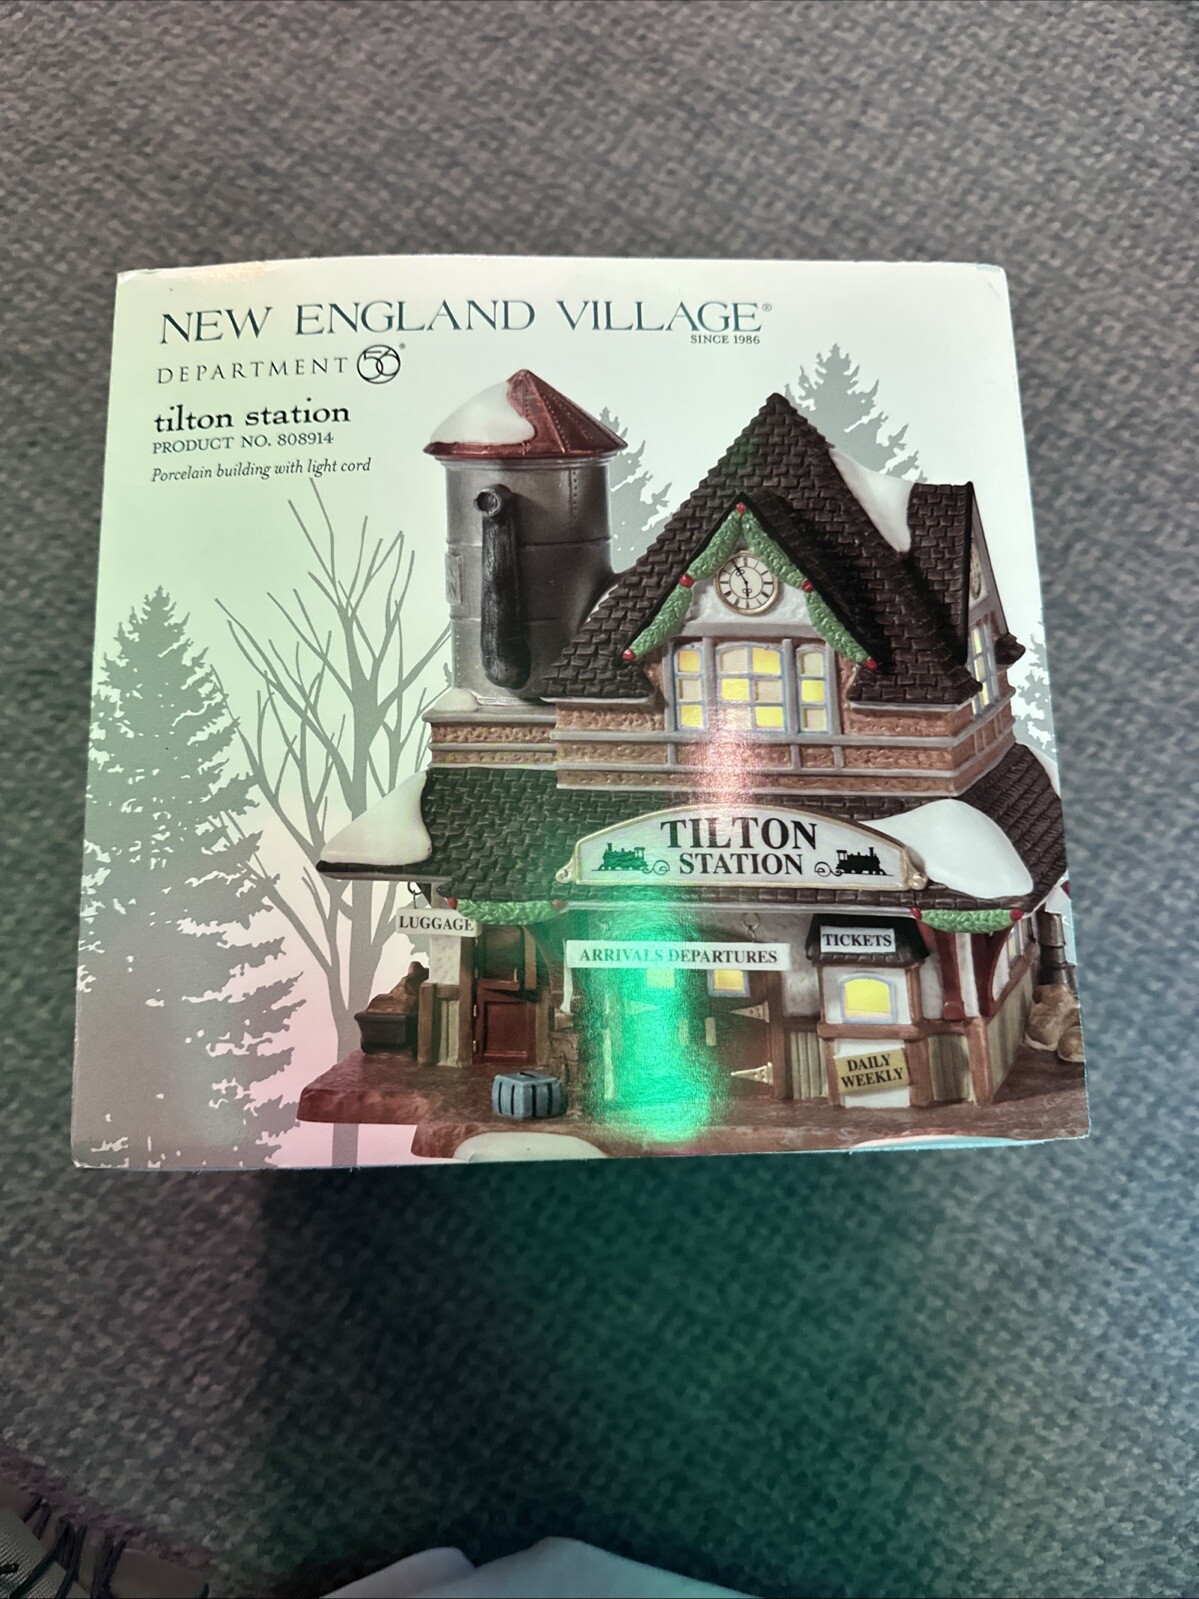 NEW ENGLAND VILLAGE®
SINCE 1986
DEPARTMENT 56®
tilton station
PRODUCT NO. 808914
Porcelain building with light cord
TILTON
STATION
LUGGAGE
ARRIVALS DEPARTURES
TICKETS
DAILY
WEEKLY